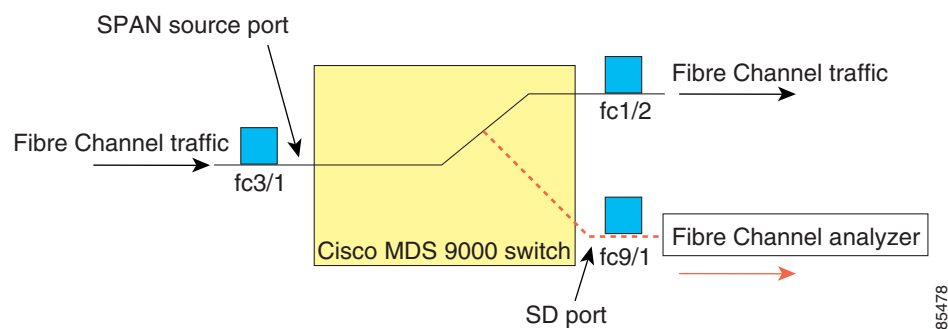 SPAN source port
Fibre Channel traffic
fc1/2
Fibre Channel traffic
fc3/1
Cisco MDS 9000 switch
fc9/1
Fibre Channel analyzer
SD port
85478